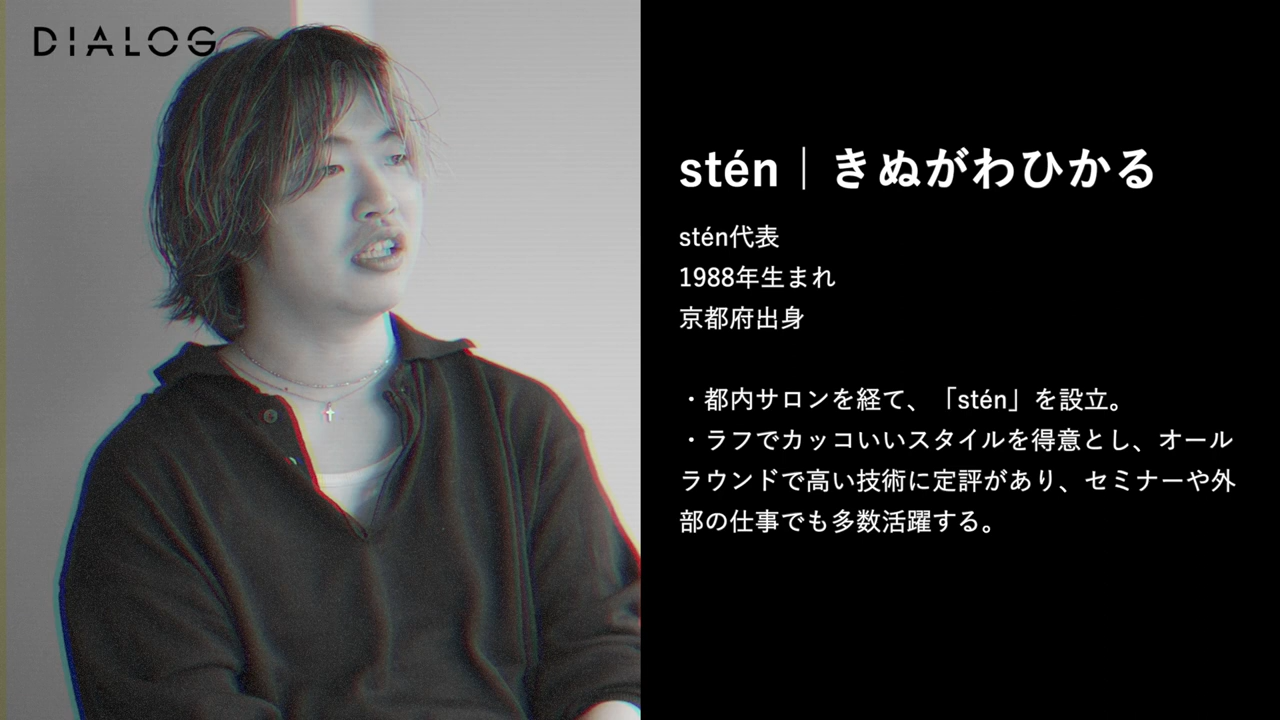 DIALOG
stén｜きぬがわひかる
stén代表
1988年生まれ
京都府出身
・都内サロンを経て、「stén」を設立。
・ラフでカッコいいスタイルを得意とし、オール
ラウンドで高い技術に定評があり、セミナーや外
部の仕事でも多数活躍する。